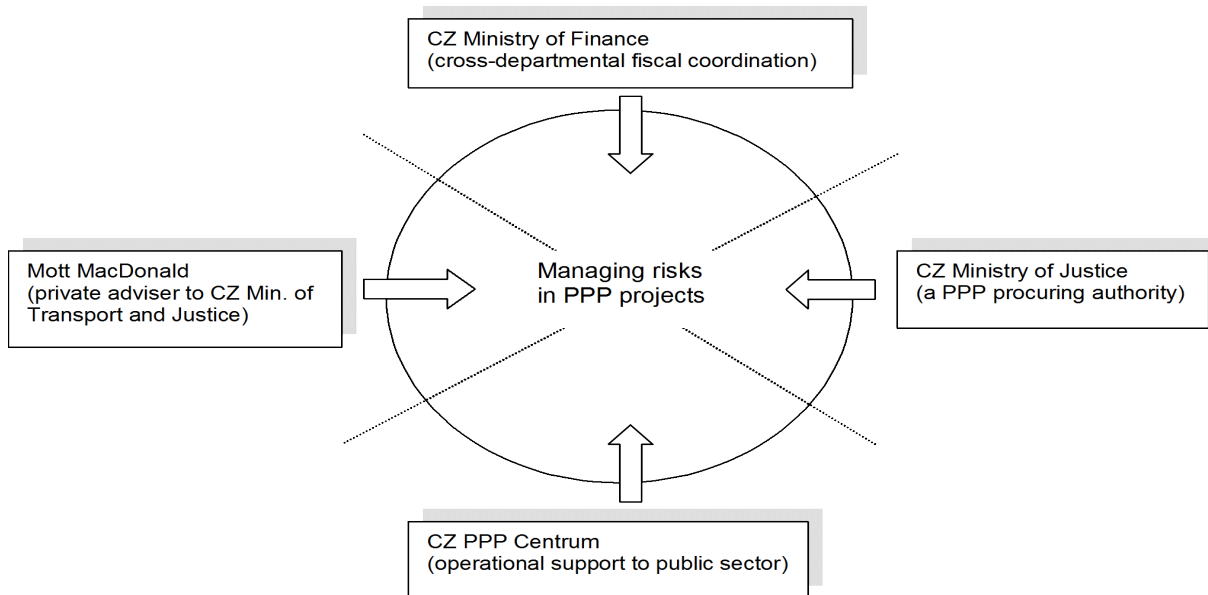 CZ Ministry of Finance
(cross-departmental fiscal coordination)
Mott MacDonald
(private adviser to CZ Min. of
Transport and Justice)
Managing risks
in PPP projects
CZ Ministry of Justice
(a PPP procuring authority)
CZ PPP Centrum
(operational support to public sector)